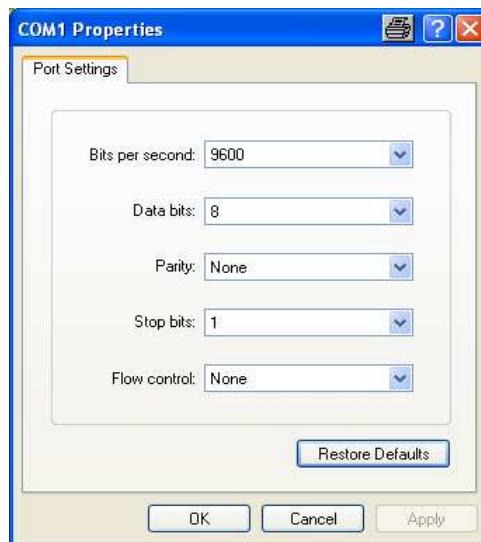 COM1 Properties
Port Settings
Bits per second: 9600
Data bits: 8
Parity: None
Stop bits: 1
Flow control: None
Restore Defaults
OK Cancel Apply